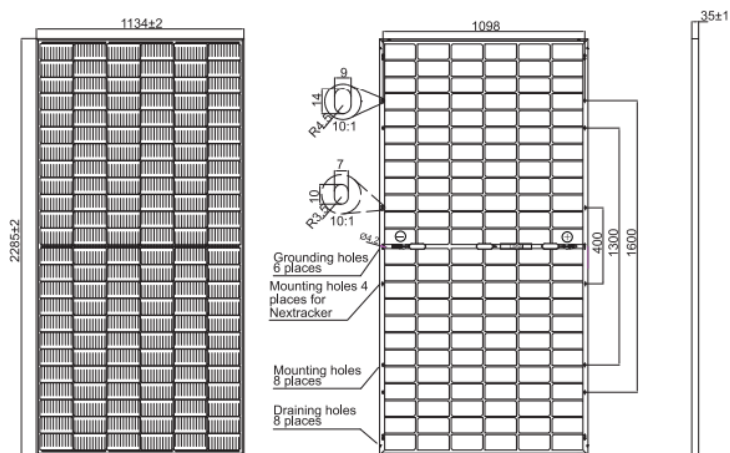 1134±2
2285±2
1098
35±1
9
14
R4.5
10:1
7
10
R3.5
10:1
Ø4.2
400
1300
1600
Grounding holes
6 places
Mounting holes 4
places for
Nextracker
Mounting holes
8 places
Draining holes
8 places